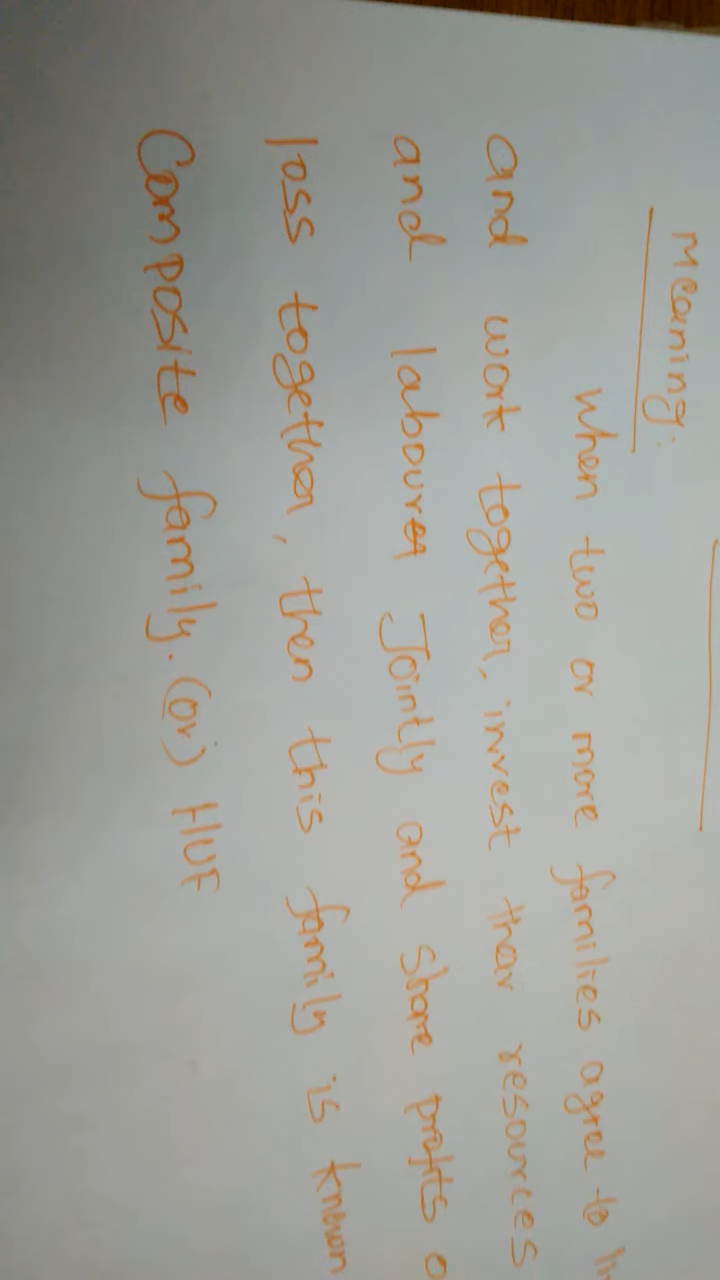 Meaning:
When two or more families agree to
and work together, invest their resources
and labourer Jointly and share profits
loss together, then this family is known
Composite family. (or) HUF